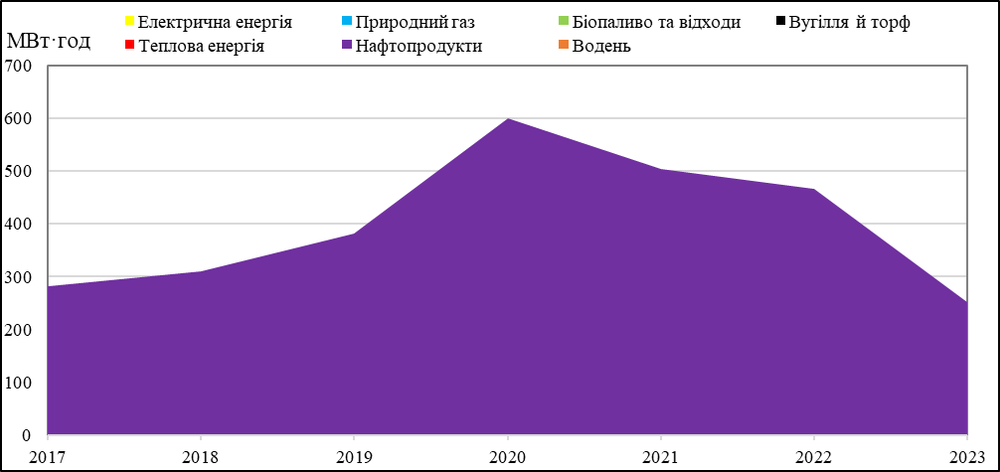 Електрична енергія Природний газ Біопаливо та відходи Вугілля й торф
Теплова енергія Нафтопродукти Водень
МВт·год
700
600
500
400
300
200
100
0
2017 2018 2019 2020 2021 2022 2023